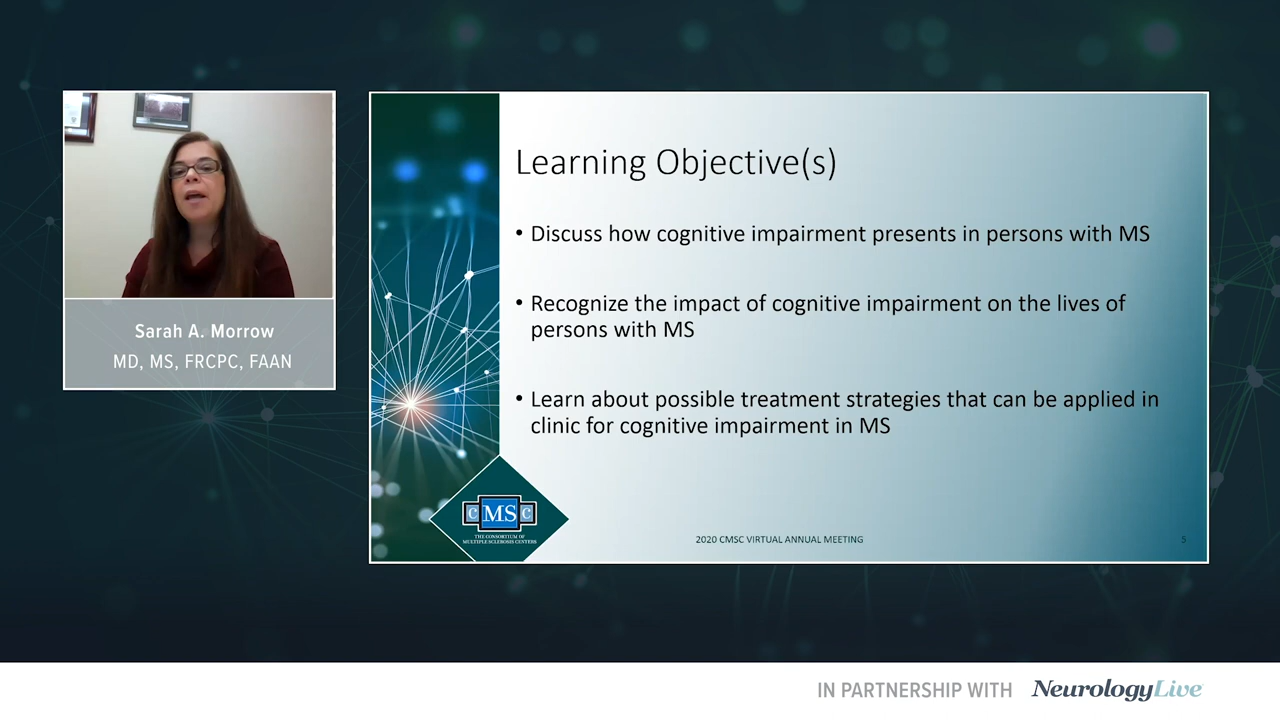 Sarah A. Morrow
MD, MS, FRCPC, FAAN
Learning Objective(s)
• Discuss how cognitive impairment presents in persons with MS
• Recognize the impact of cognitive impairment on the lives of
persons with MS
• Learn about possible treatment strategies that can be applied in
clinic for cognitive impairment in MS
CMSC
THE CONSORTIUM OF
MULTIPLE SCLEROSIS CENTERS
2020 CMSC VIRTUAL ANNUAL MEETING
5
IN PARTNERSHIP WITH NeurologyLive